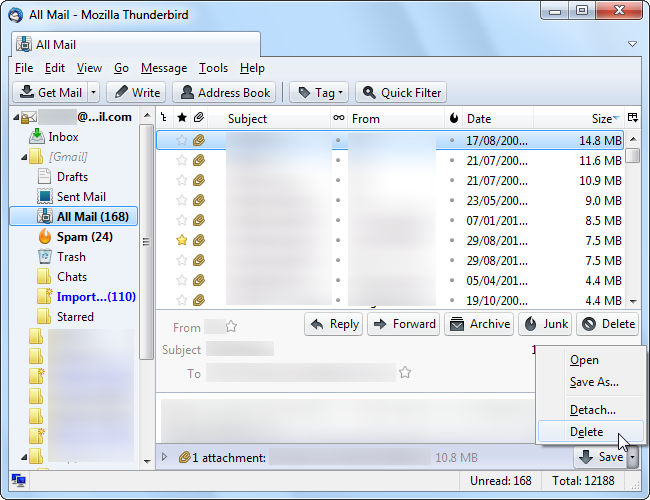 All Mail - Mozilla Thunderbird
All Mail
File Edit View Go Message Tools Help
Get Mail Write Address Book Tag Quick Filter
@...il.com
Inbox
[Gmail]
Drafts
Sent Mail
All Mail (168)
Spam (24)
Trash
Chats
Import...(110)
Starred
Subject From Date Size
17/08/200... 14.8 MB
21/07/200... 11.6 MB
21/07/200... 10.9 MB
23/05/200... 9.0 MB
07/01/201... 8.5 MB
29/08/201... 7.5 MB
29/08/201... 7.5 MB
05/04/201... 4.4 MB
19/10/200... 4.4 MB
From
Reply Forward Archive Junk Delete
Subject
To
Open
Save As...
Detach...
Delete
1 attachment: 10.8 MB Save
Unread: 168 Total: 12188